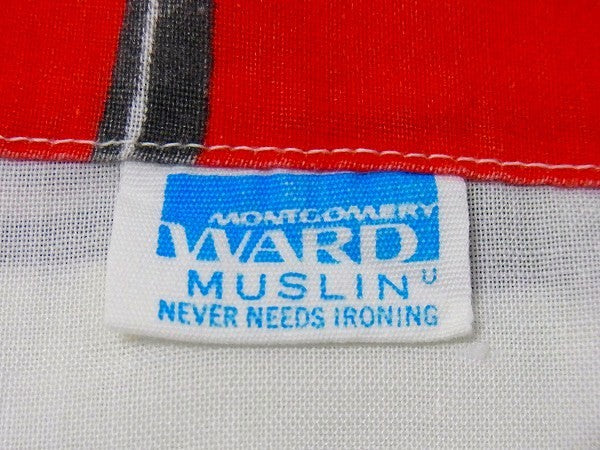 MONTGOMERY
WARD
MUSLIN U
NEVER NEEDS IRONING